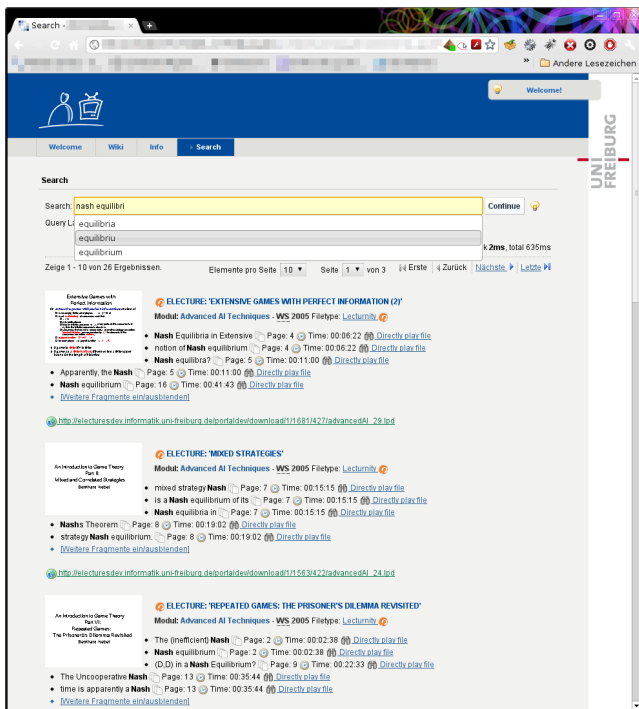 Search -
Andere Lesezeichen
Welcome!
UNI
FREIBURG
Welcome Wiki Info › Search
Search
Search: nash equilibri Continue
Query La
equilibria
equilibriu
equilibrium
k 2ms, total 635ms
Zeige 1 - 10 von 26 Ergebnissen. Elemente pro Seite 10 Seite 1 von 3 Erste Zurück Nächste Letzte
Extensive Games with
Perfect Information
ELECTURE: 'EXTENSIVE GAMES WITH PERFECT INFORMATION (2)'
Modul: Advanced AI Techniques - WS 2005 Filetype: Lecturnity
• Nash Equilibria in Extensive Page: 4 Time: 00:06:22 Directly play file
• notion of Nash equilibrium. Page: 4 Time: 00:06:22 Directly play file
• Nash equilibra? Page: 5 Time: 00:11:00 Directly play file
• Apparently, the Nash Page: 5 Time: 00:11:00 Directly play file
• Nash equilibrium Page: 16 Time: 00:41:43 Directly play file
• [Weitere Fragmente ein/ausblenden]
http://electuresdev.informatik.uni-freiburg.de/portaldev/download/1/1681/427/advancedAI_29.lpd
An Introduction to Game Theory
Part II:
Mixed and Correlated Strategies
Bernhard Nebel
ELECTURE: 'MIXED STRATEGIES'
Modul: Advanced AI Techniques - WS 2005 Filetype: Lecturnity
• mixed strategy Nash Page: 7 Time: 00:15:15 Directly play file
• is a Nash equilibrium of its Page: 7 Time: 00:15:15 Directly play file
• Nash equilibria in Page: 7 Time: 00:15:15 Directly play file
• Nashs Theorem Page: 8 Time: 00:19:02 Directly play file
• strategy Nash equilibrium. Page: 8 Time: 00:19:02 Directly play file
• [Weitere Fragmente ein/ausblenden]
http://electuresdev.informatik.uni-freiburg.de/portaldev/download/1/1563/422/advancedAI_24.lpd
An Introduction to Game Theory
Part VII:
Repeated Games:
The Prisoner's Dilemma Revisited
Bernhard Nebel
ELECTURE: 'REPEATED GAMES: THE PRISONER'S DILEMMA REVISITED'
Modul: Advanced AI Techniques - WS 2005 Filetype: Lecturnity
• The (inefficient) Nash Page: 2 Time: 00:02:38 Directly play file
• Nash equilibrium Page: 2 Time: 00:02:38 Directly play file
• (D,D) in a Nash Equilibrium? Page: 9 Time: 00:22:33 Directly play file
• The Uncooperative Nash Page: 13 Time: 00:35:44 Directly play file
• time is apparently a Nash Page: 13 Time: 00:35:44 Directly play file
• [Weitere Fragmente ein/ausblenden]